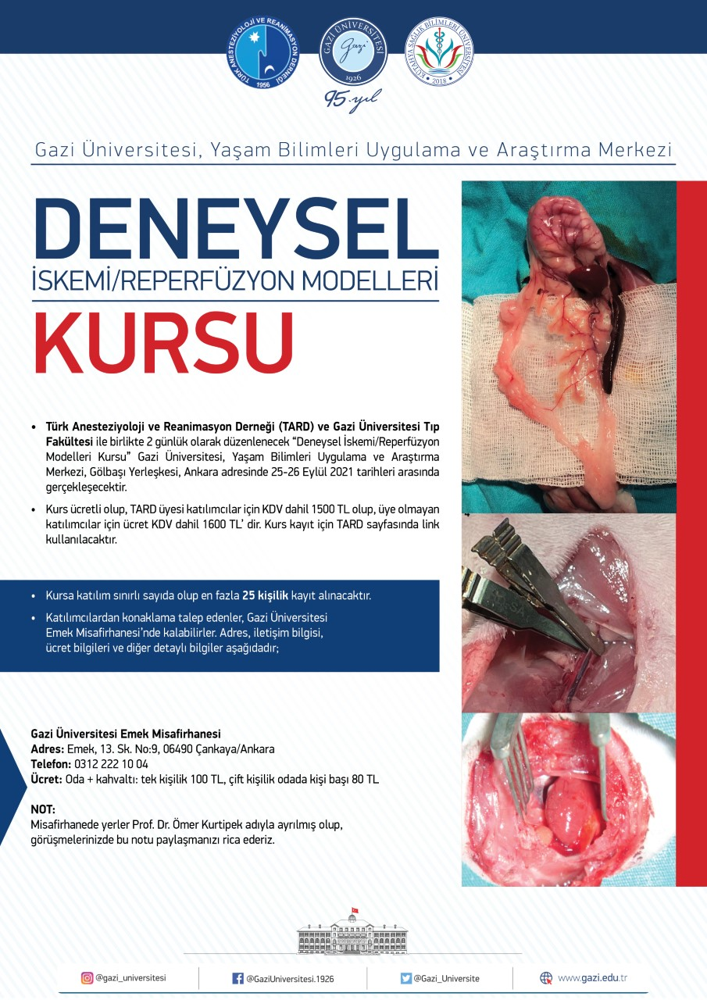 TÜRK ANESTEZİYOLOJİ VE REANİMASYON DERNEĞİ
1956
GAZİ ÜNİVERSİTESİ
Gazi
1926
95.yıl
KÜTAHYA SAĞLIK BİLİMLERİ ÜNİVERSİTESİ
2018
Gazi Üniversitesi, Yaşam Bilimleri Uygulama ve Araştırma Merkezi
DENEYSEL
İSKEMİ/REPERFÜZYON MODELLERİ
KURSU
• Türk Anesteziyoloji ve Reanimasyon Derneği (TARD) ve Gazi Üniversitesi Tıp
Fakültesi ile birlikte 2 günlük olarak düzenlenecek “Deneysel İskemi/Reperfüzyon
Modelleri Kursu” Gazi Üniversitesi, Yaşam Bilimleri Uygulama ve Araştırma
Merkezi, Gölbaşı Yerleşkesi, Ankara adresinde 25-26 Eylül 2021 tarihleri arasında
gerçekleşecektir.
• Kurs ücretli olup, TARD üyesi katılımcılar için KDV dahil 1500 TL olup, üye olmayan
katılımcılar için ücret KDV dahil 1600 TL’ dir. Kurs kayıt için TARD sayfasında link
kullanılacaktır.
• Kursa katılım sınırlı sayıda olup en fazla 25 kişilik kayıt alınacaktır.
• Katılımcılardan konaklama talep edenler, Gazi Üniversitesi
Emek Misafirhanesi’nde kalabilirler. Adres, iletişim bilgisi,
ücret bilgileri ve diğer detaylı bilgiler aşağıdadır;
Gazi Üniversitesi Emek Misafirhanesi
Adres: Emek, 13. Sk. No:9, 06490 Çankaya/Ankara
Telefon: 0312 222 10 04
Ücret: Oda + kahvaltı: tek kişilik 100 TL, çift kişilik odada kişi başı 80 TL
NOT:
Misafirhanede yerler Prof. Dr. Ömer Kurtipek adıyla ayrılmış olup,
görüşmelerinizde bu notu paylaşmanızı rica ederiz.
@gazi_universitesi
@GaziUniversitesi.1926
@Gazi_Universite
www.gazi.edu.tr